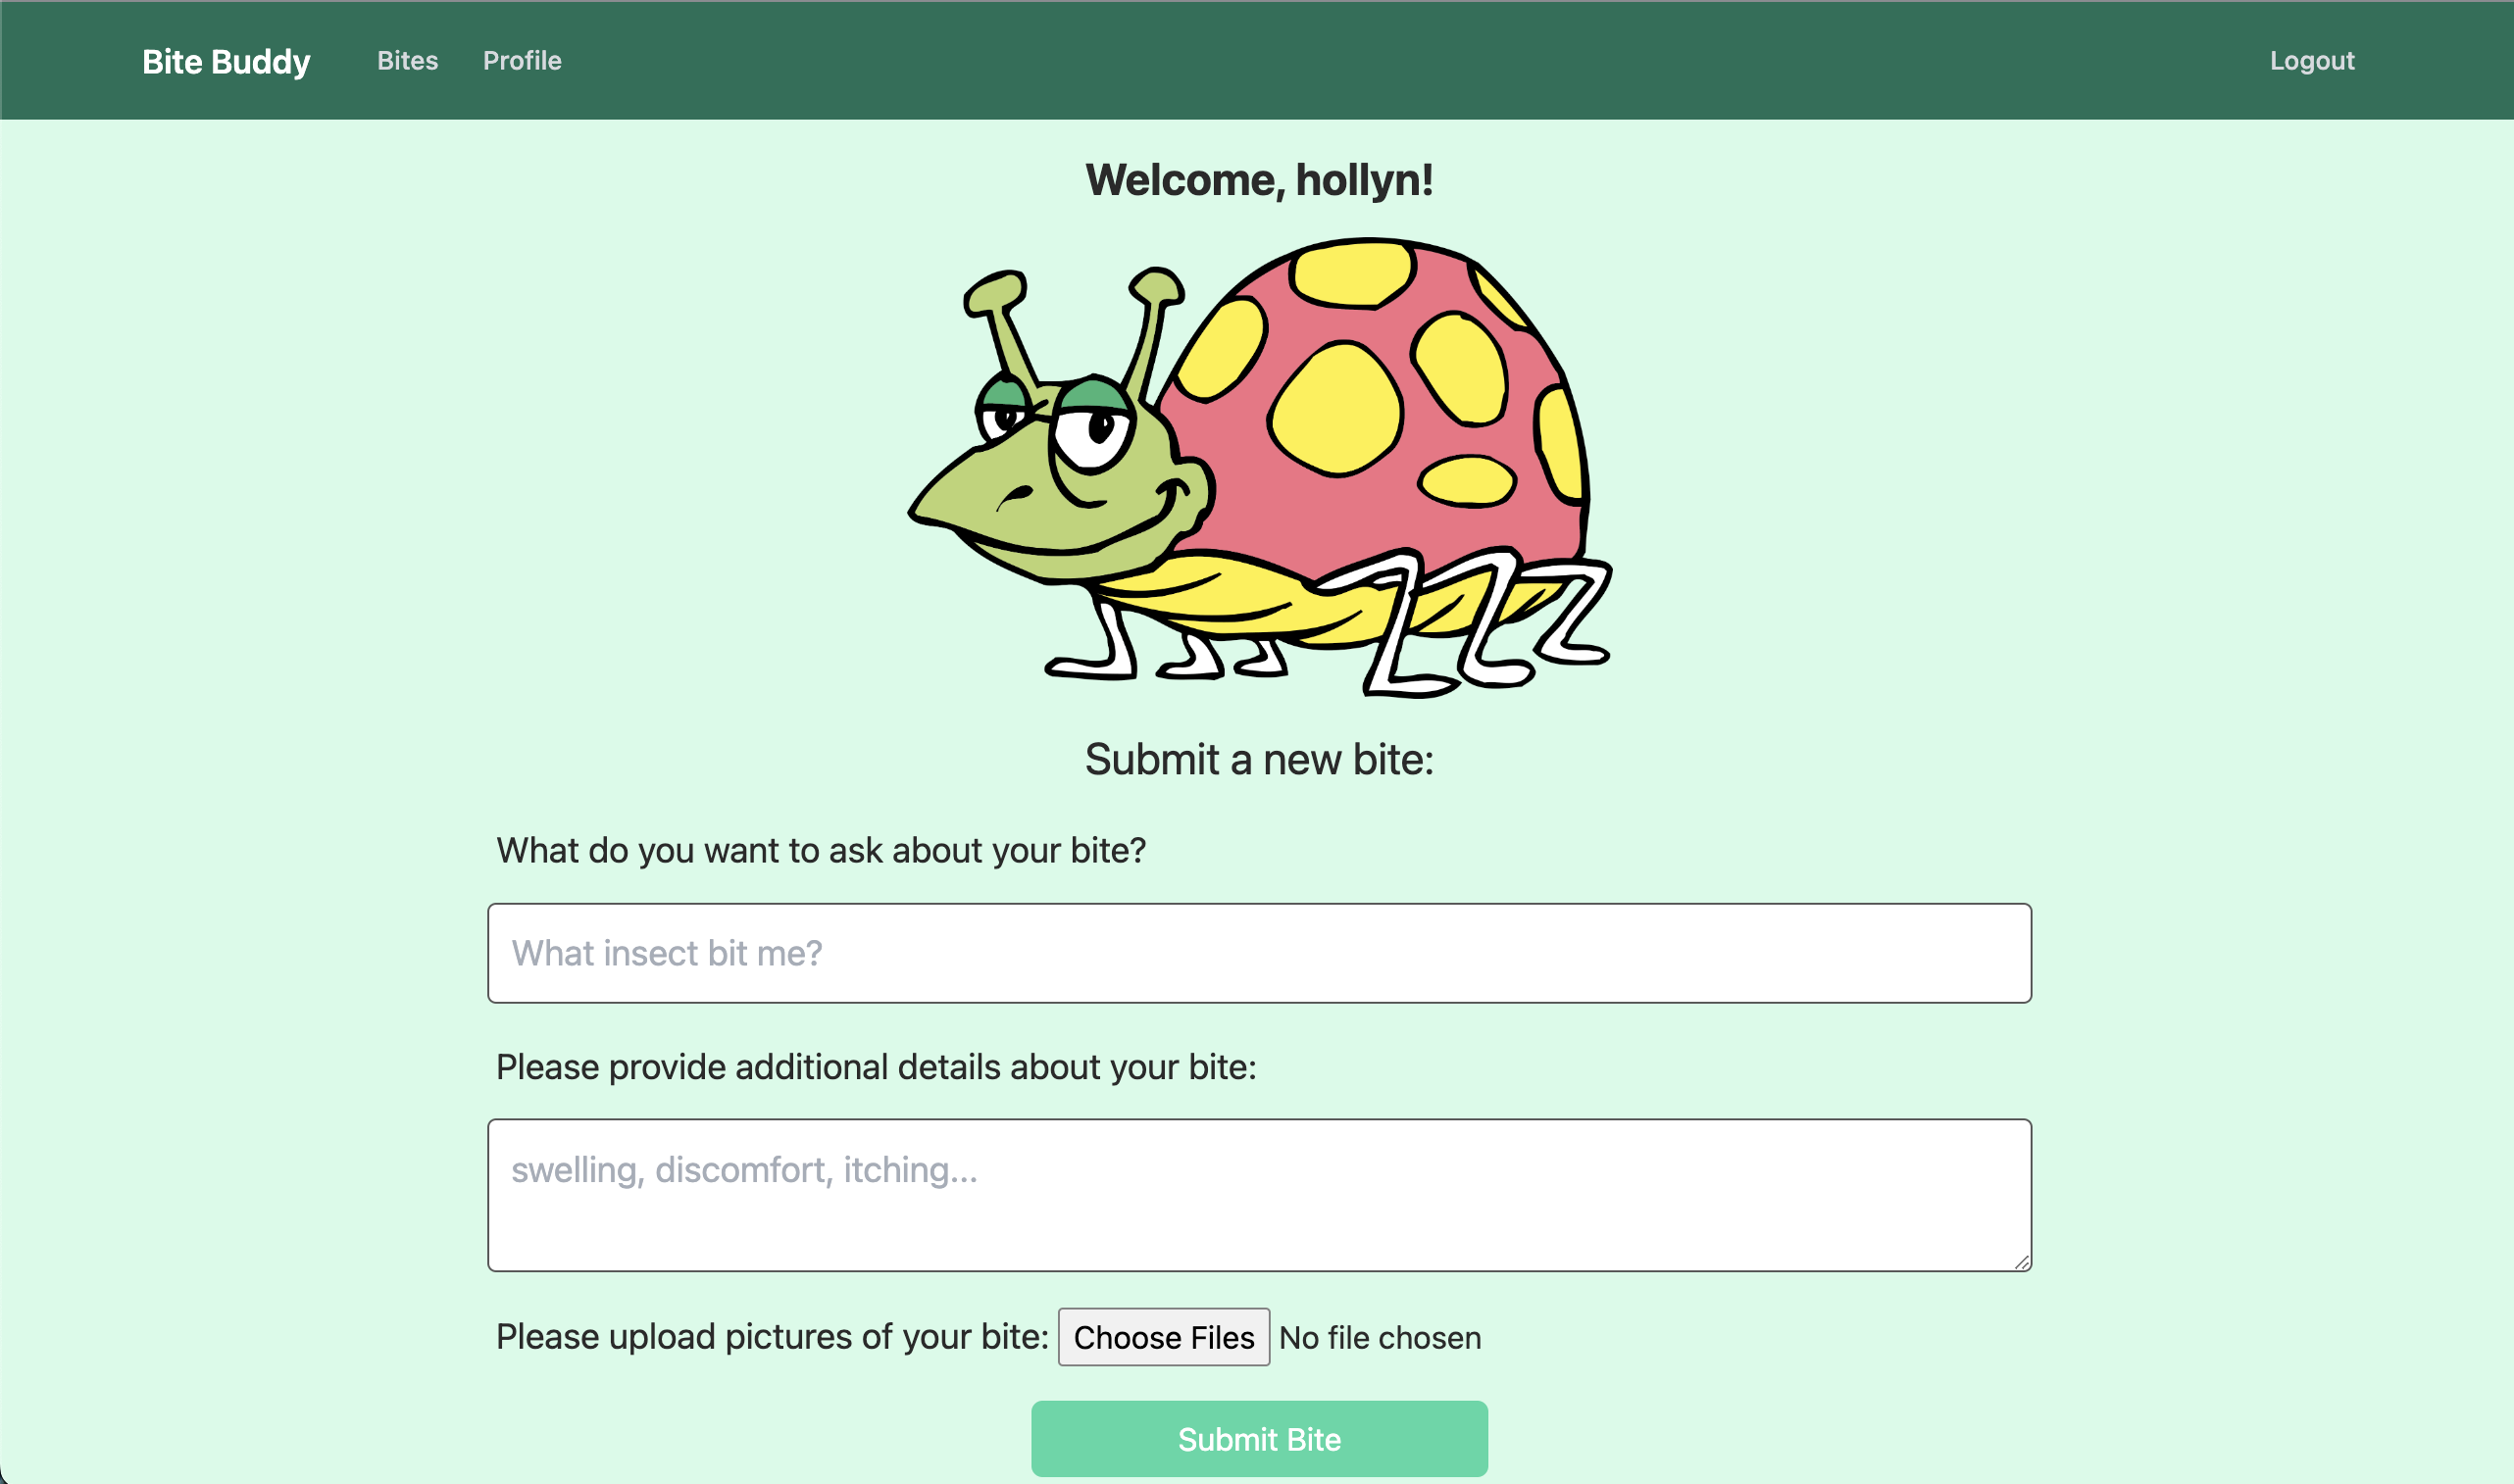 Bite Buddy Bites Profile Logout
Welcome, hollyn!
Submit a new bite:
What do you want to ask about your bite?
What insect bit me?
Please provide additional details about your bite:
swelling, discomfort, itching...
Please upload pictures of your bite: Choose Files No file chosen
Submit Bite